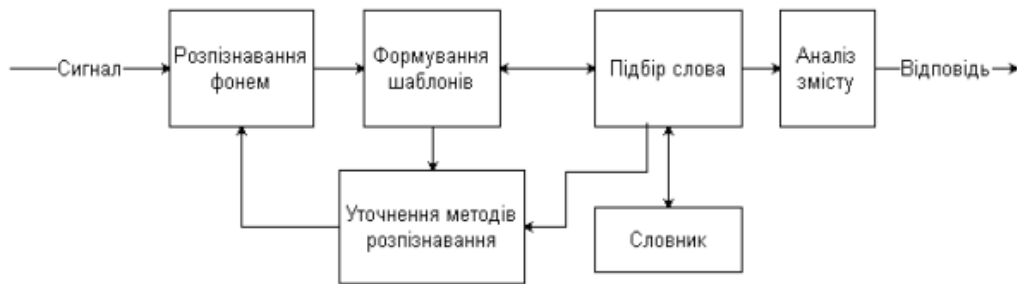 Сигнал
Розпізнавання
фонем
Формування
шаблонів
Підбір слова
Аналіз
змісту
Відповідь
Уточнення методів
розпізнавання
Словник